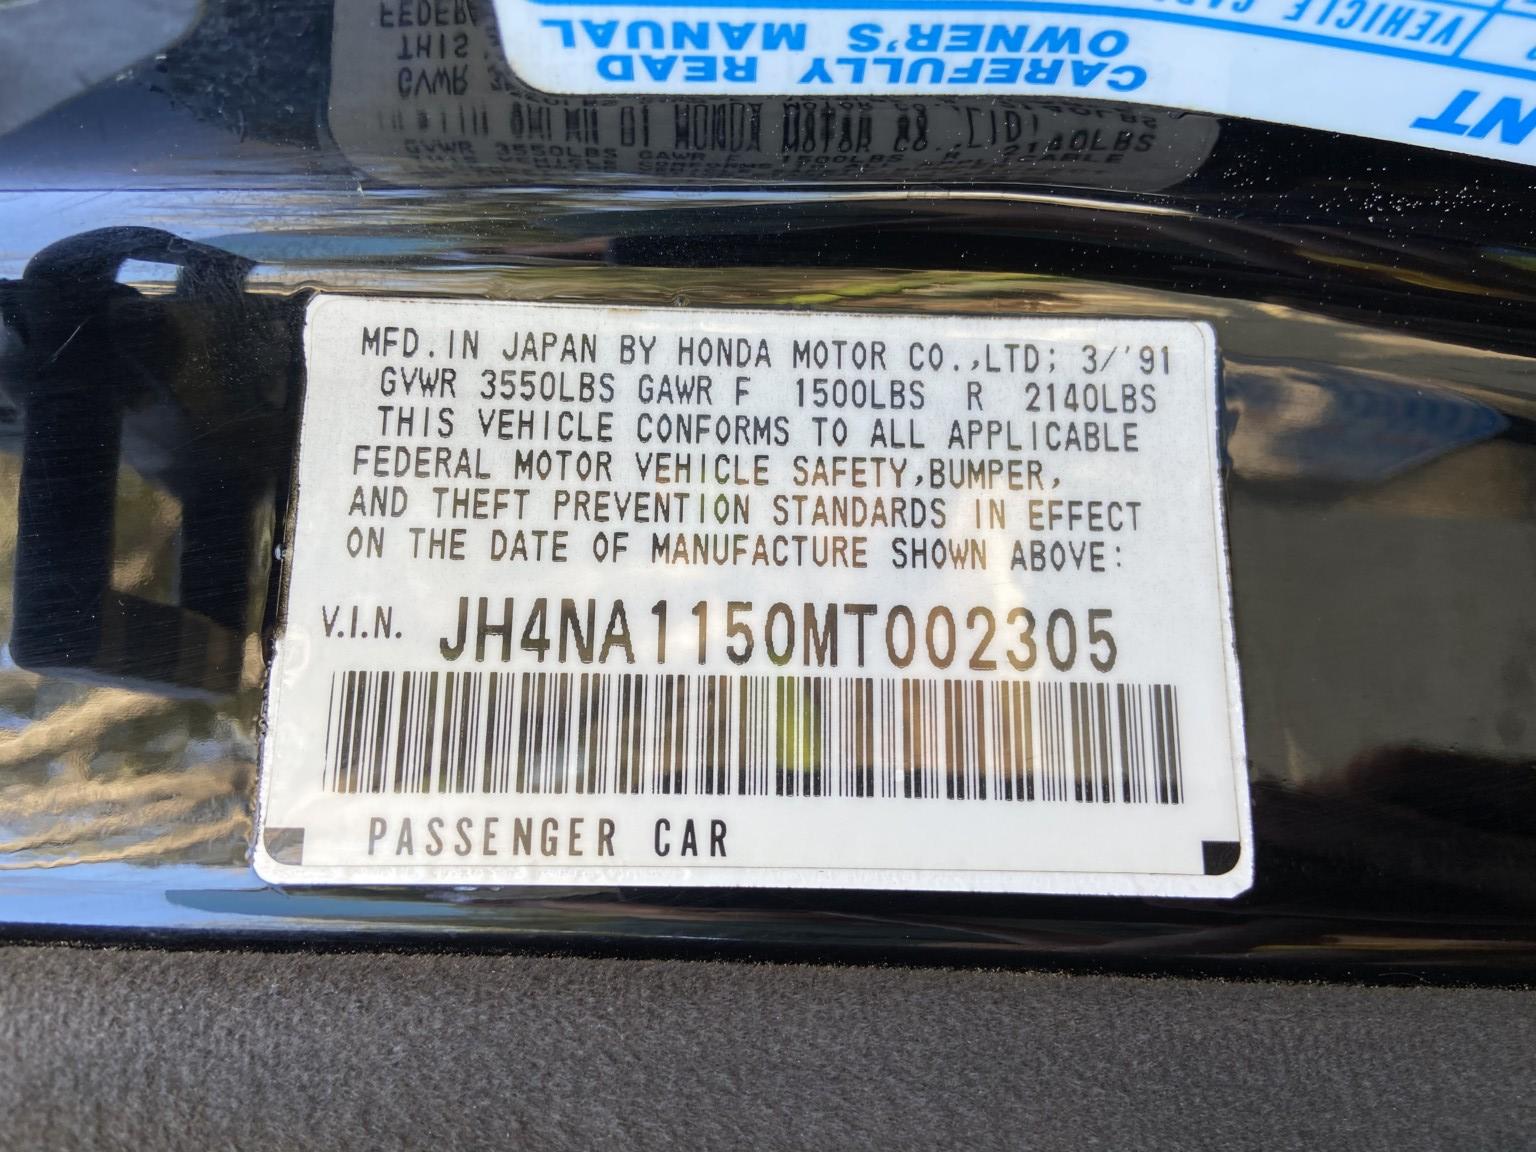 VEHICLE
CAREFULLY READ
OWNER'S MANUAL
MFD. IN JAPAN BY HONDA MOTOR CO.,LTD; 3/'91
GVWR 3550LBS GAWR F 1500LBS R 2140LBS
THIS VEHICLE CONFORMS TO ALL APPLICABLE
FEDERAL MOTOR VEHICLE SAFETY,BUMPER,
AND THEFT PREVENTION STANDARDS IN EFFECT
ON THE DATE OF MANUFACTURE SHOWN ABOVE:
V.I.N. JH4NA1150MT002305
PASSENGER CAR